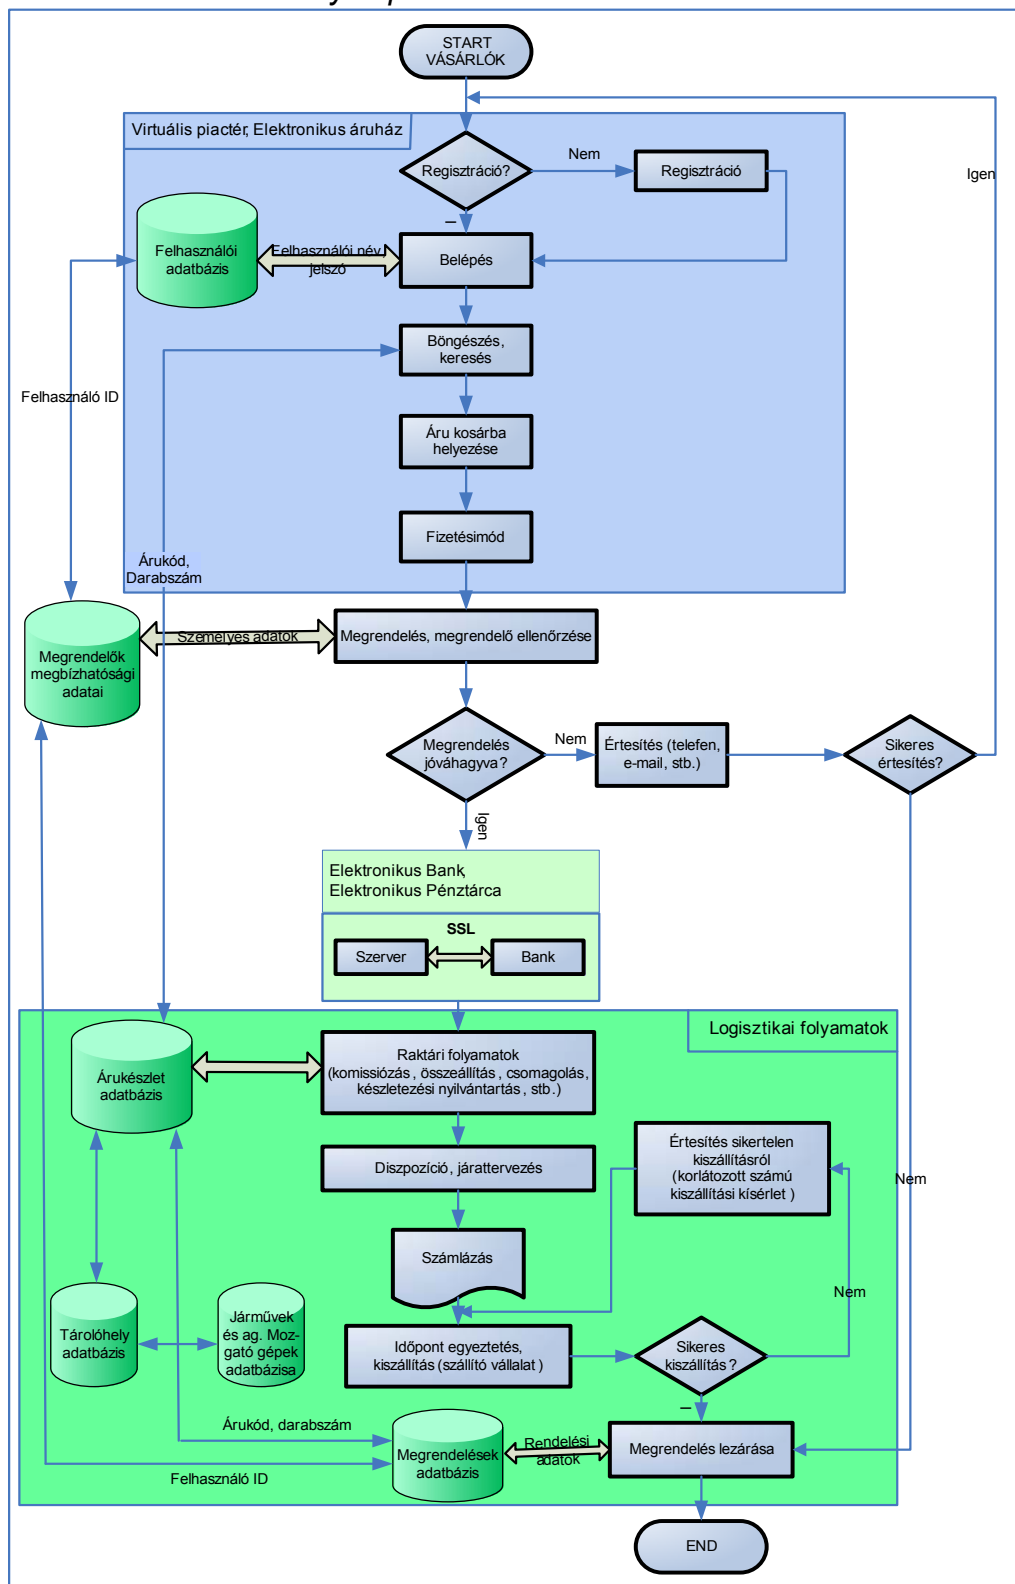 START
VÁSÁRLÓK
Virtuális piactér, Elektronikus áruház
Regisztráció?
Nem
Regisztráció
Igen
Felhasználói
adatbázis
Felhasználói név,
jelszó
Belépés
Böngészés,
keresés
Felhasználó ID
Áru kosárba
helyezése
Fizetésimód
Árukód,
Darabszám
Megrendelők
megbízhatósági
adatai
Személyes adatok
Megrendelés, megrendelő ellenőrzése
Megrendelés
jóváhagyva?
Nem
Értesítés (telefen,
e-mail, stb.)
Sikeres
értesítés?
Igen
Elektronikus Bank,
Elektronikus Pénztárca
SSL
Szerver
Bank
Logisztikai folyamatok
Árukészlet
adatbázis
Raktári folyamatok
(komissiózás, összeállítás, csomagolás,
készletezési nyilvántartás, stb.)
Diszpozíció, járattervezés
Értesítés sikertelen
kiszállításról
(korlátozott számú
kiszállítási kísérlet)
Nem
Számlázás
Nem
Tárolóhely
adatbázis
Járművek
és ag. Moz-
gató gépek
adatbázisa
Időpont egyeztetés,
kiszállítás (szállító vállalat)
Sikeres
kiszállítás?
Árukód, darabszám
Megrendelések
adatbázis
Rendelési
adatok
Megrendelés lezárása
Felhasználó ID
END